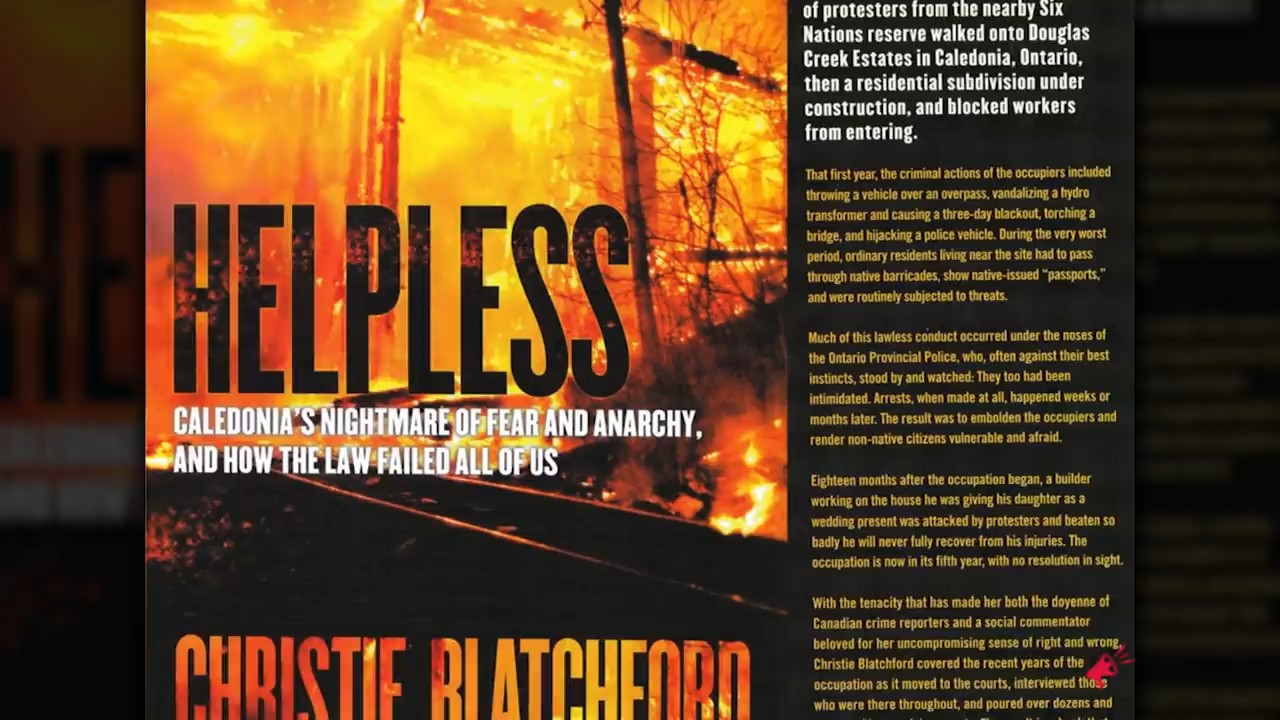 HELPLESS
CALEDONIA'S NIGHTMARE OF FEAR AND ANARCHY,
AND HOW THE LAW FAILED ALL OF US
CHRISTIE BLATCHFORD
of protesters from the nearby Six
Nations reserve walked onto Douglas
Creek Estates in Caledonia, Ontario,
then a residential subdivision under
construction, and blocked workers
from entering.
That first year, the criminal actions of the occupiers included
throwing a vehicle over an overpass, vandalizing a hydro
transformer and causing a three-day blackout, torching a
bridge, and hijacking a police vehicle. During the very worst
period, ordinary residents living near the site had to pass
through native barricades, show native-issued “passports,”
and were routinely subjected to threats.
Much of this lawless conduct occurred under the noses of
the Ontario Provincial Police, who, often against their best
instincts, stood by and watched: They too had been
intimidated. Arrests, when made at all, happened weeks or
months later. The result was to embolden the occupiers and
render non-native citizens vulnerable and afraid.
Eighteen months after the occupation began, a builder
working on the house he was giving his daughter as a
wedding present was attacked by protesters and beaten so
badly he will never fully recover from his injuries. The
occupation is now in its fifth year, with no resolution in sight.
With the tenacity that has made her both the doyenne of
Canadian crime reporters and a social commentator
beloved for her uncompromising sense of right and wrong,
Christie Blatchford covered the recent years of the
occupation as it moved to the courts, interviewed those
who were there throughout, and poured over dozens and